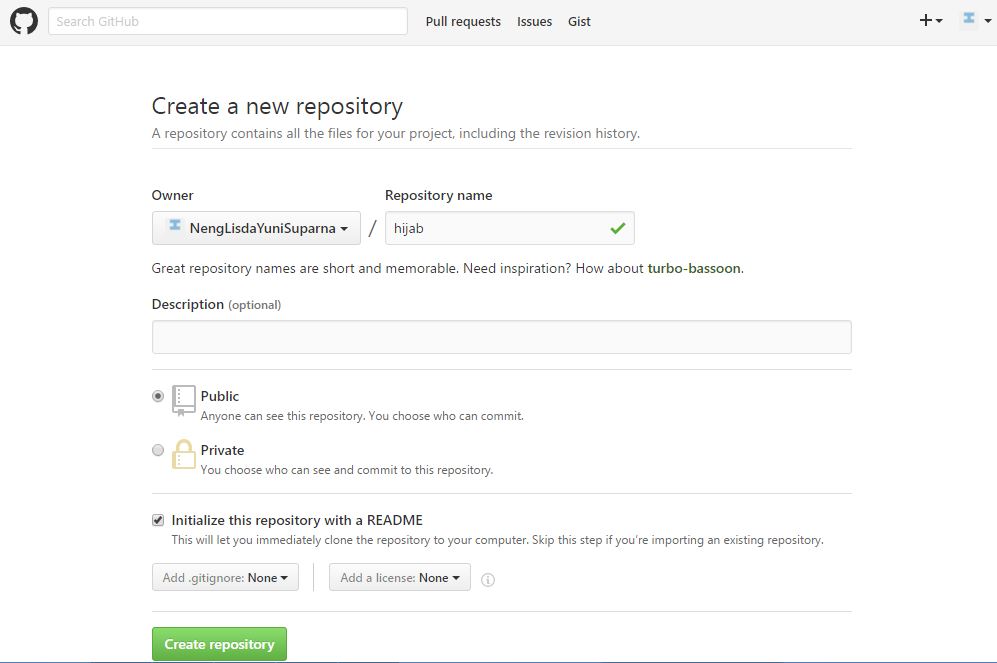 Search GitHub Pull requests Issues Gist
Create a new repository
A repository contains all the files for your project, including the revision history.
Owner Repository name
NengLisdaYuniSuparna / hijab
Great repository names are short and memorable. Need inspiration? How about turbo-bassoon.
Description (optional)
Public
Anyone can see this repository. You choose who can commit.
Private
You choose who can see and commit to this repository.
Initialize this repository with a README
This will let you immediately clone the repository to your computer. Skip this step if you're importing an existing repository.
Add .gitignore: None Add a license: None
Create repository